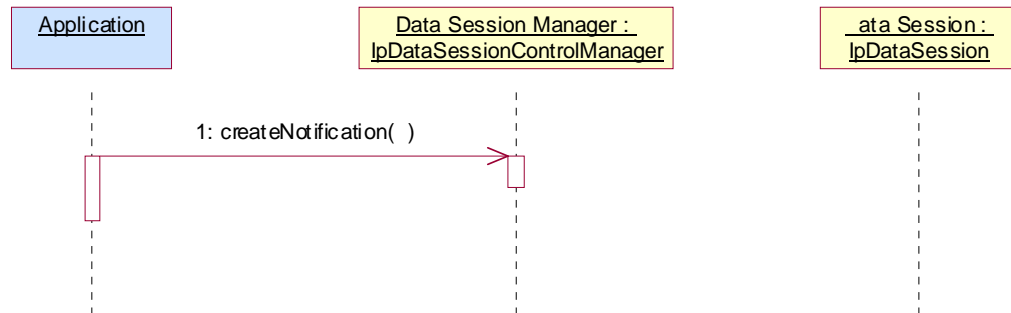 Application
Data Session Manager :
IpDataSessionControlManager
ata Session :
IpDataSession
1: createNotification( )